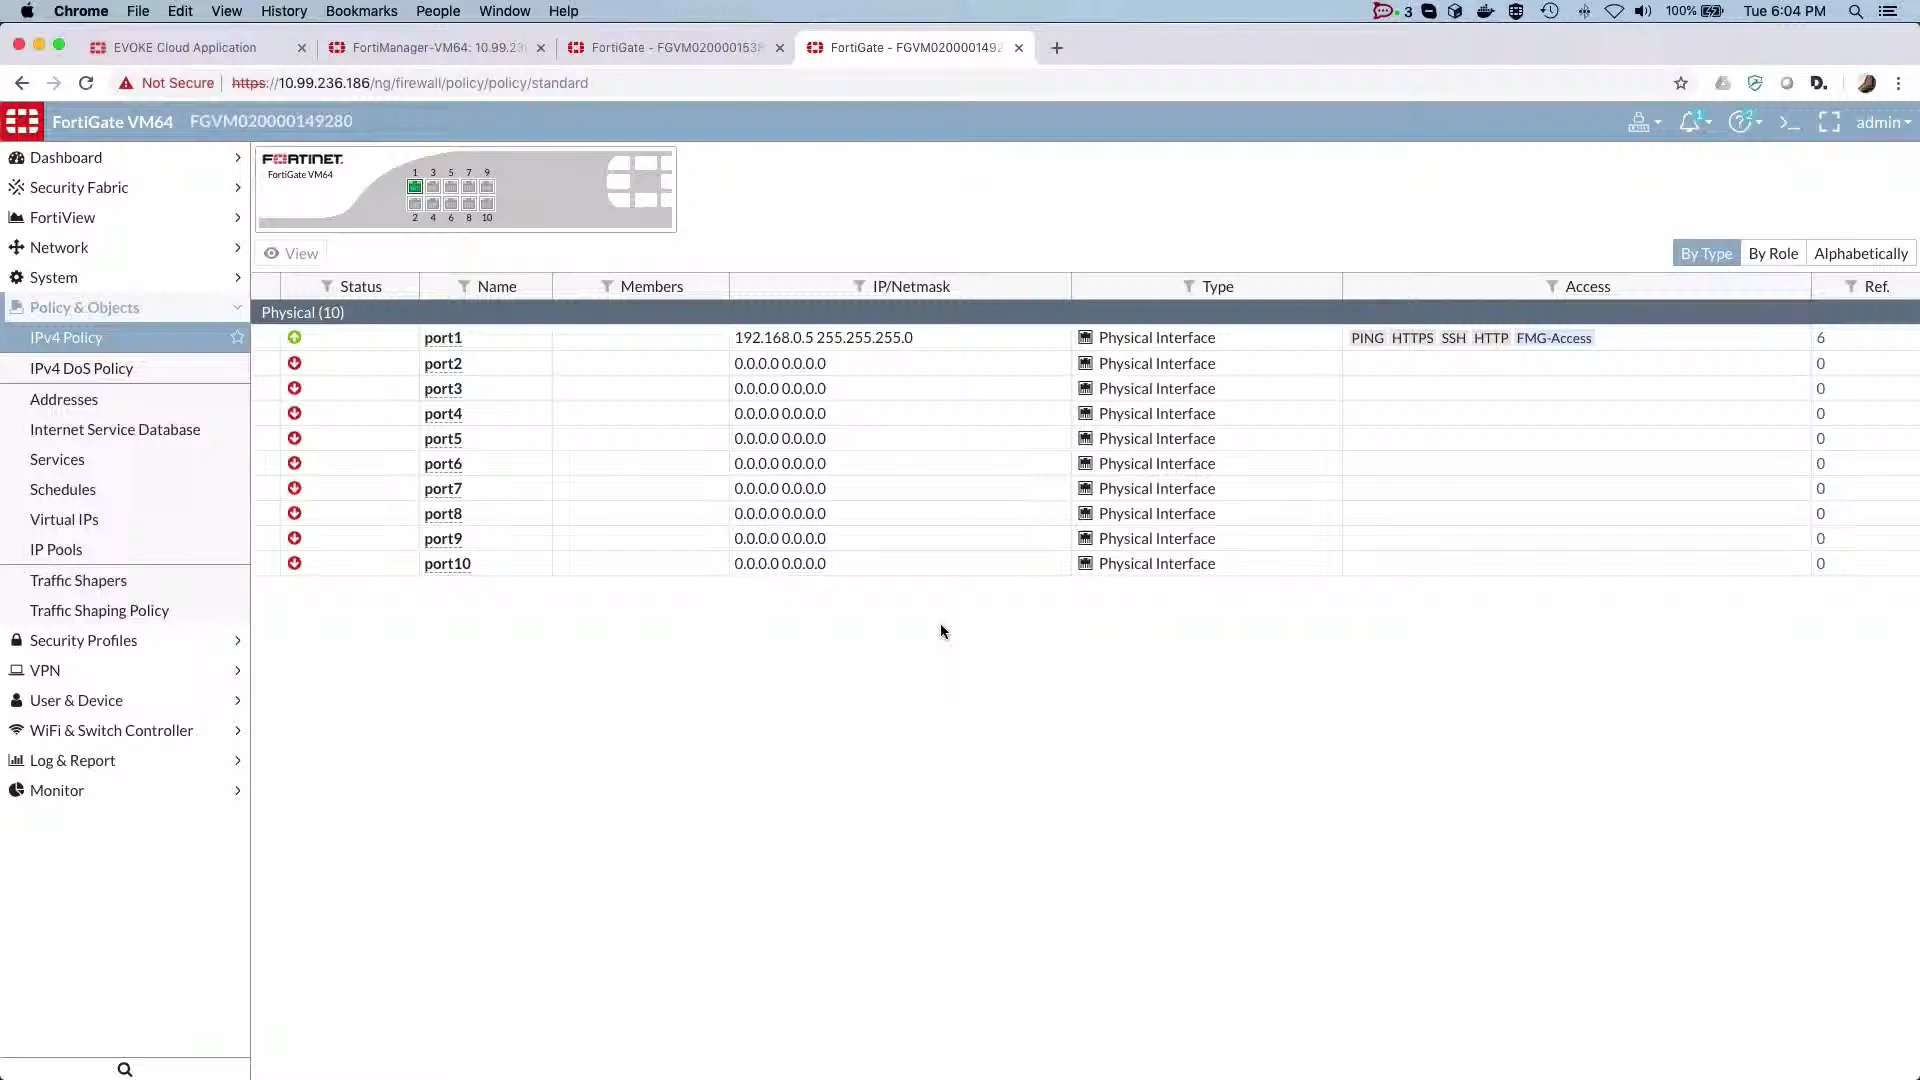 Chrome File Edit View History Bookmarks People Window Help 3 100% Tue 6:04 PM
EVOKE Cloud Application FortiManager-VM64: 10.99.23 FortiGate - FGVM0200001538 FortiGate - FGVM0200001492
Not Secure https://10.99.236.186/ng/firewall/policy/policy/standard D.
FortiGate VM64 FGVM020000149280 1 2 admin
Dashboard
Security Fabric
FortiView
Network
System
Policy & Objects
IPv4 Policy
IPv4 DoS Policy
Addresses
Internet Service Database
Services
Schedules
Virtual IPs
IP Pools
Traffic Shapers
Traffic Shaping Policy
Security Profiles
VPN
User & Device
WiFi & Switch Controller
Log & Report
Monitor
FORTINET.
FortiGate VM64
1 3 5 7 9
2 4 6 8 10
View By Type By Role Alphabetically
Status Name Members IP/Netmask Type Access Ref.
Physical (10)
port1 192.168.0.5 255.255.255.0 Physical Interface PING HTTPS SSH HTTP FMG-Access 6
port2 0.0.0.0 0.0.0.0 Physical Interface 0
port3 0.0.0.0 0.0.0.0 Physical Interface 0
port4 0.0.0.0 0.0.0.0 Physical Interface 0
port5 0.0.0.0 0.0.0.0 Physical Interface 0
port6 0.0.0.0 0.0.0.0 Physical Interface 0
port7 0.0.0.0 0.0.0.0 Physical Interface 0
port8 0.0.0.0 0.0.0.0 Physical Interface 0
port9 0.0.0.0 0.0.0.0 Physical Interface 0
port10 0.0.0.0 0.0.0.0 Physical Interface 0